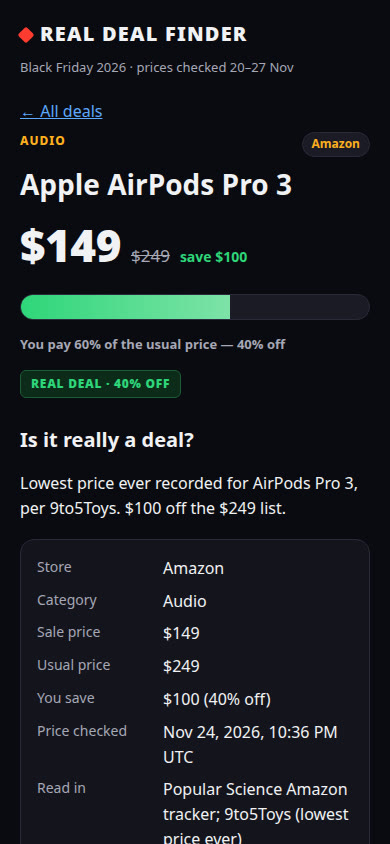 REAL DEAL FINDER
Black Friday 2026 · prices checked 20–27 Nov
← All deals
AUDIO
Amazon
Apple AirPods Pro 3
$149 $249 save $100
You pay 60% of the usual price — 40% off
REAL DEAL · 40% OFF
Is it really a deal?
Lowest price ever recorded for AirPods Pro 3,
per 9to5Toys. $100 off the $249 list.
Store Amazon
Category Audio
Sale price $149
Usual price $249
You save $100 (40% off)
Price checked Nov 24, 2026, 10:36 PM
UTC
Read in Popular Science Amazon
tracker; 9to5Toys (lowest
price ever)